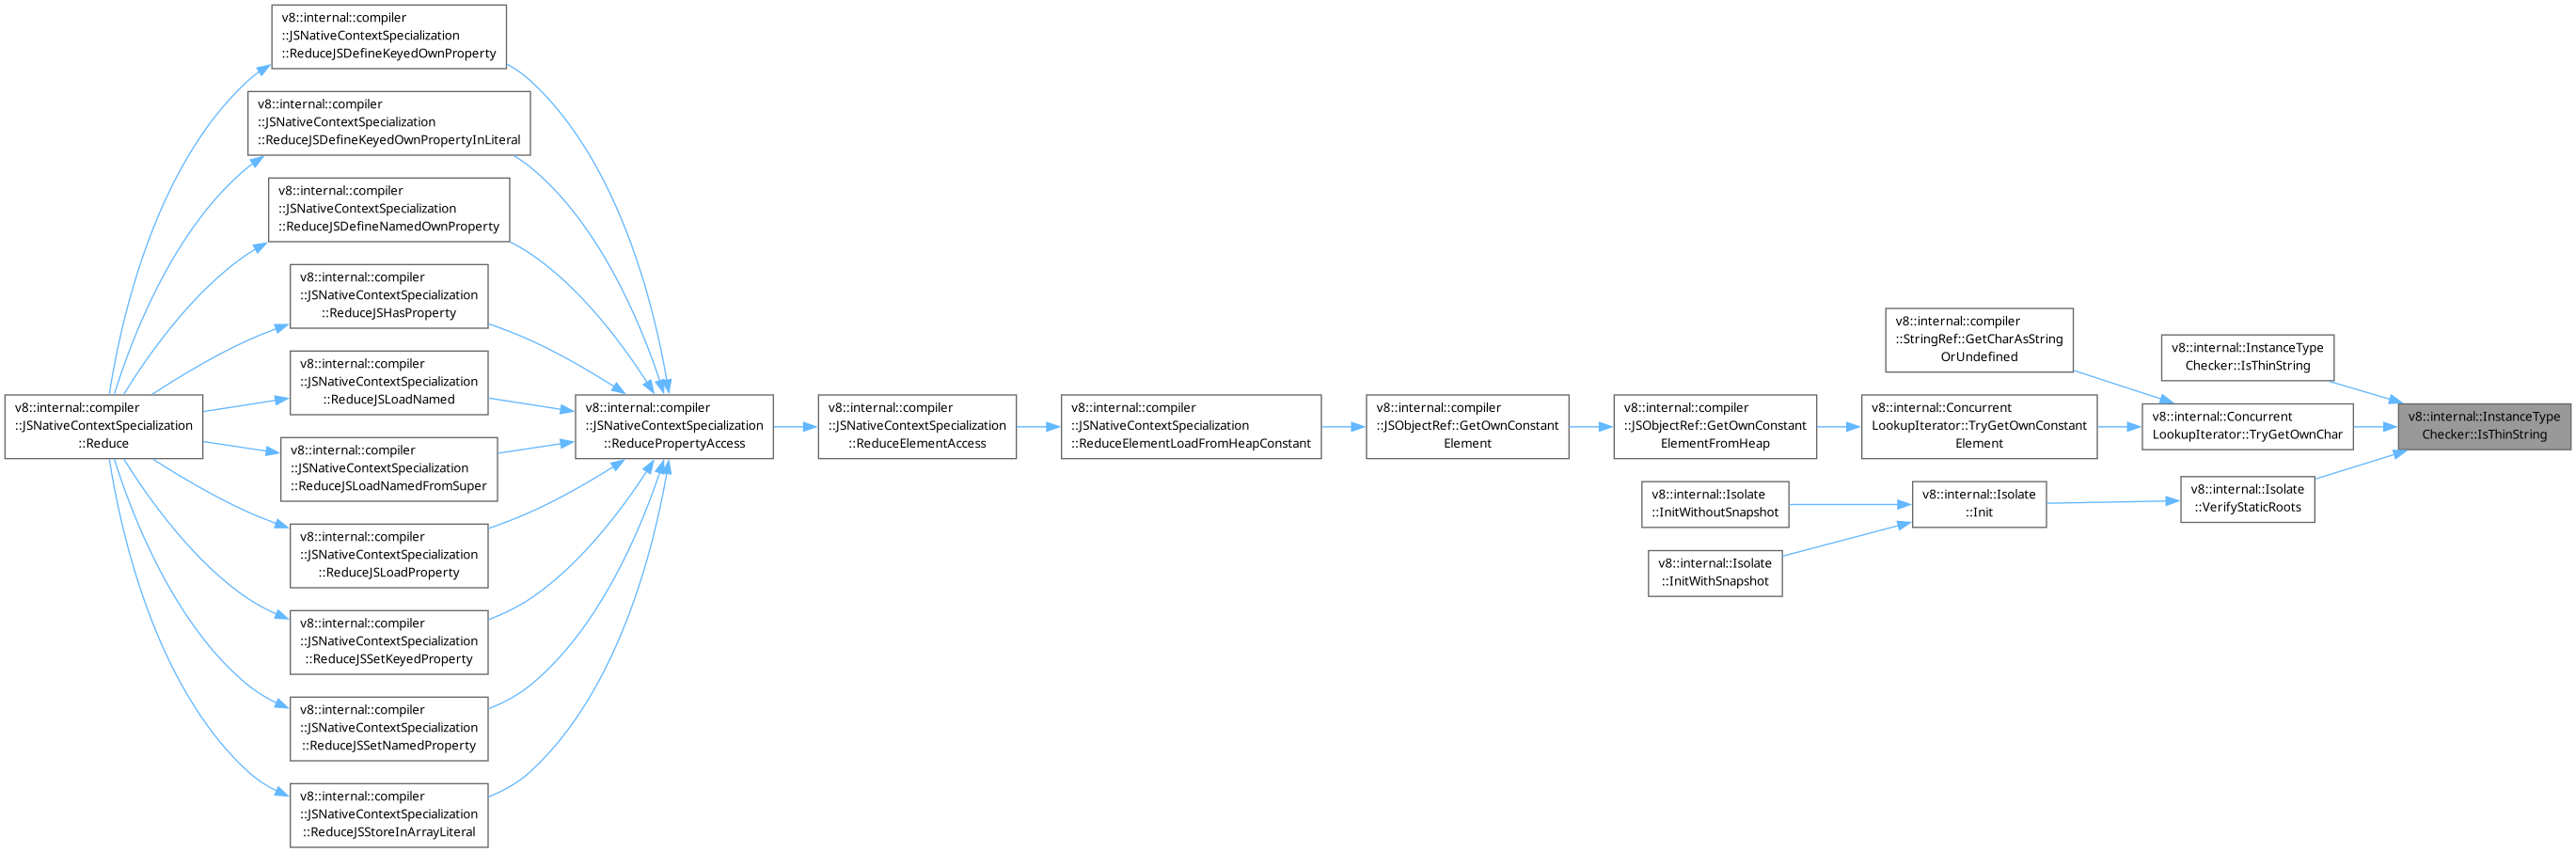 v8::internal::compiler
::JSNativeContextSpecialization
::ReduceJSDefineKeyedOwnProperty
v8::internal::compiler
::JSNativeContextSpecialization
::ReduceJSDefineKeyedOwnPropertyInLiteral
v8::internal::compiler
::JSNativeContextSpecialization
::ReduceJSDefineNamedOwnProperty
v8::internal::compiler
::JSNativeContextSpecialization
::ReduceJSHasProperty
v8::internal::compiler
::JSNativeContextSpecialization
::ReduceJSLoadNamed
v8::internal::compiler
::JSNativeContextSpecialization
::ReduceJSLoadNamedFromSuper
v8::internal::compiler
::JSNativeContextSpecialization
::ReduceJSLoadProperty
v8::internal::compiler
::JSNativeContextSpecialization
::ReduceJSSetKeyedProperty
v8::internal::compiler
::JSNativeContextSpecialization
::ReduceJSSetNamedProperty
v8::internal::compiler
::JSNativeContextSpecialization
::ReduceJSStoreInArrayLiteral
v8::internal::compiler
::JSNativeContextSpecialization
::Reduce
v8::internal::compiler
::JSNativeContextSpecialization
::ReducePropertyAccess
v8::internal::compiler
::JSNativeContextSpecialization
::ReduceElementAccess
v8::internal::compiler
::JSNativeContextSpecialization
::ReduceElementLoadFromHeapConstant
v8::internal::compiler
::JSObjectRef::GetOwnConstant
Element
v8::internal::compiler
::JSObjectRef::GetOwnConstant
ElementFromHeap
v8::internal::compiler
::StringRef::GetCharAsString
OrUndefined
v8::internal::Concurrent
LookupIterator::TryGetOwnConstant
Element
v8::internal::InstanceType
Checker::IsThinString
v8::internal::Concurrent
LookupIterator::TryGetOwnChar
v8::internal::InstanceType
Checker::IsThinString
v8::internal::Isolate
::InitWithoutSnapshot
v8::internal::Isolate
::Init
v8::internal::Isolate
::VerifyStaticRoots
v8::internal::Isolate
::InitWithSnapshot